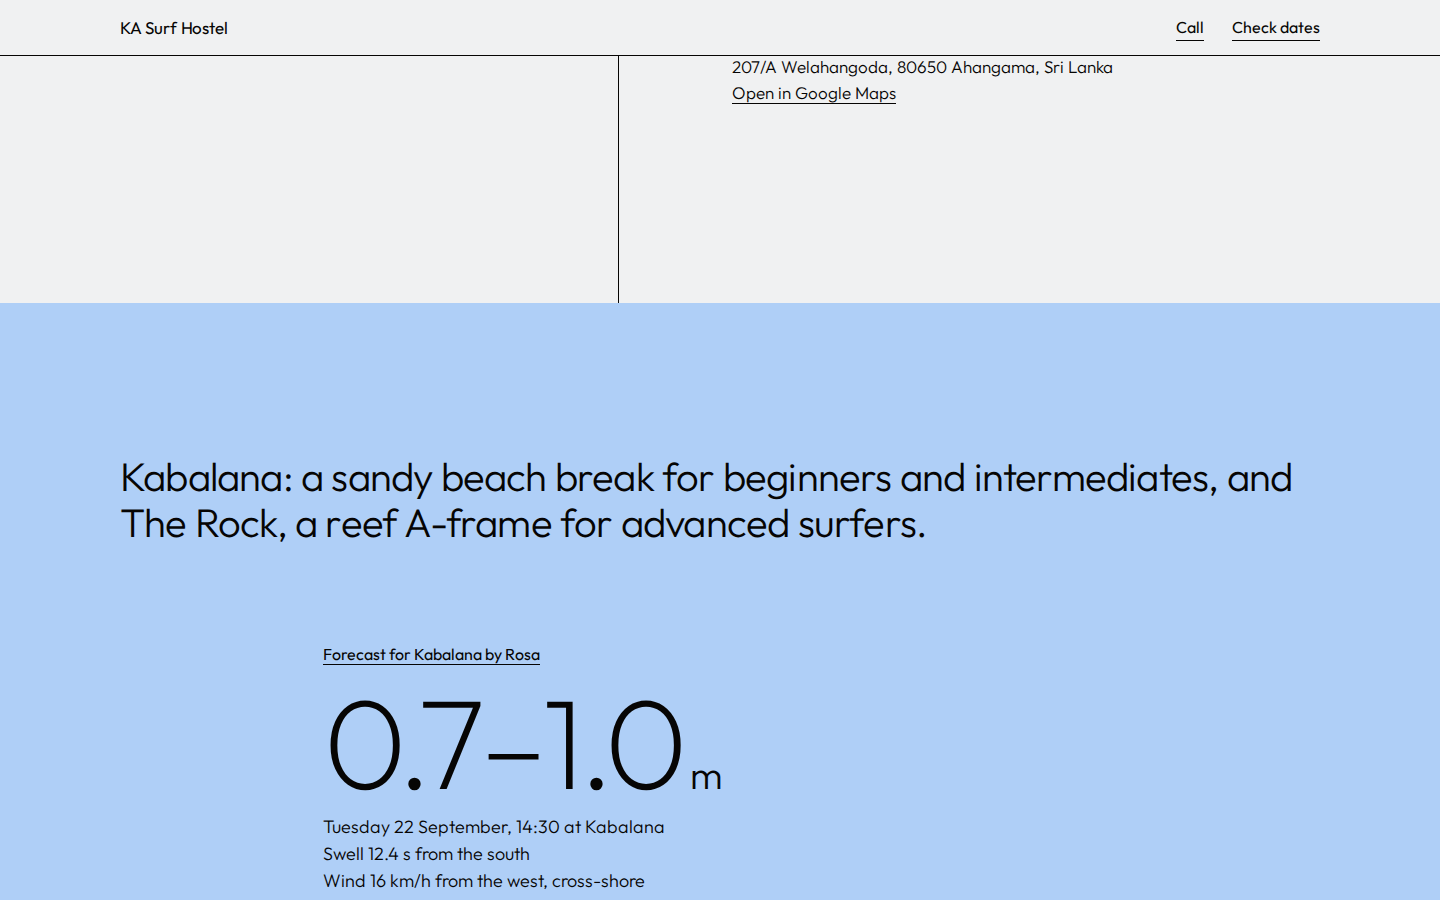 KA Surf Hostel
Call
Check dates
207/A Welahangoda, 80650 Ahangama, Sri Lanka
Open in Google Maps
Kabalana: a sandy beach break for beginners and intermediates, and
The Rock, a reef A-frame for advanced surfers.
Forecast for Kabalana by Rosa
0.7–1.0 m
Tuesday 22 September, 14:30 at Kabalana
Swell 12.4 s from the south
Wind 16 km/h from the west, cross-shore